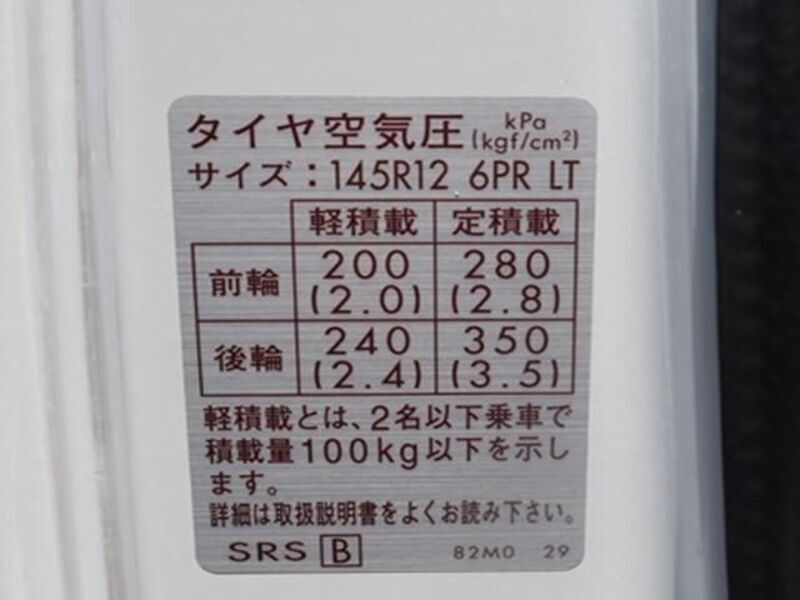 タイヤ空気圧 kPa (kgf/cm²)
サイズ：145R12 6PR LT
軽積載 定積載
前輪 200 (2.0) 280 (2.8)
後輪 240 (2.4) 350 (3.5)
軽積載とは、2名以下乗車で
積載量100kg以下を示し
ます。
詳細は取扱説明書をよくお読み下さい。
SRS B 82M0 29